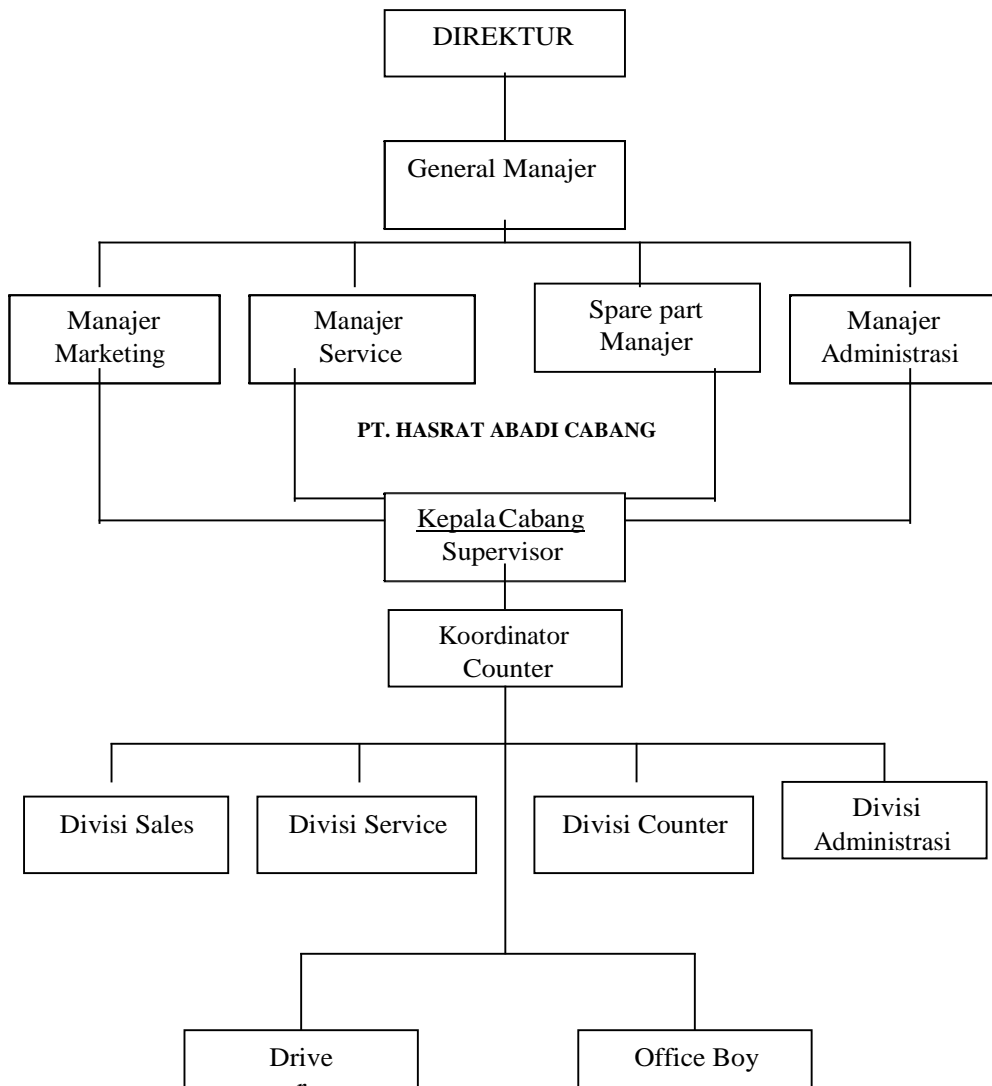 DIREKTUR
General Manajer
Manajer
Marketing
Manajer
Service
Spare part
Manajer
Manajer
Administrasi
PT. HASRAT ABADI CABANG
Kepala Cabang
Supervisor
Koordinator
Counter
Divisi Sales
Divisi Service
Divisi Counter
Divisi
Administrasi
Drive
Office Boy